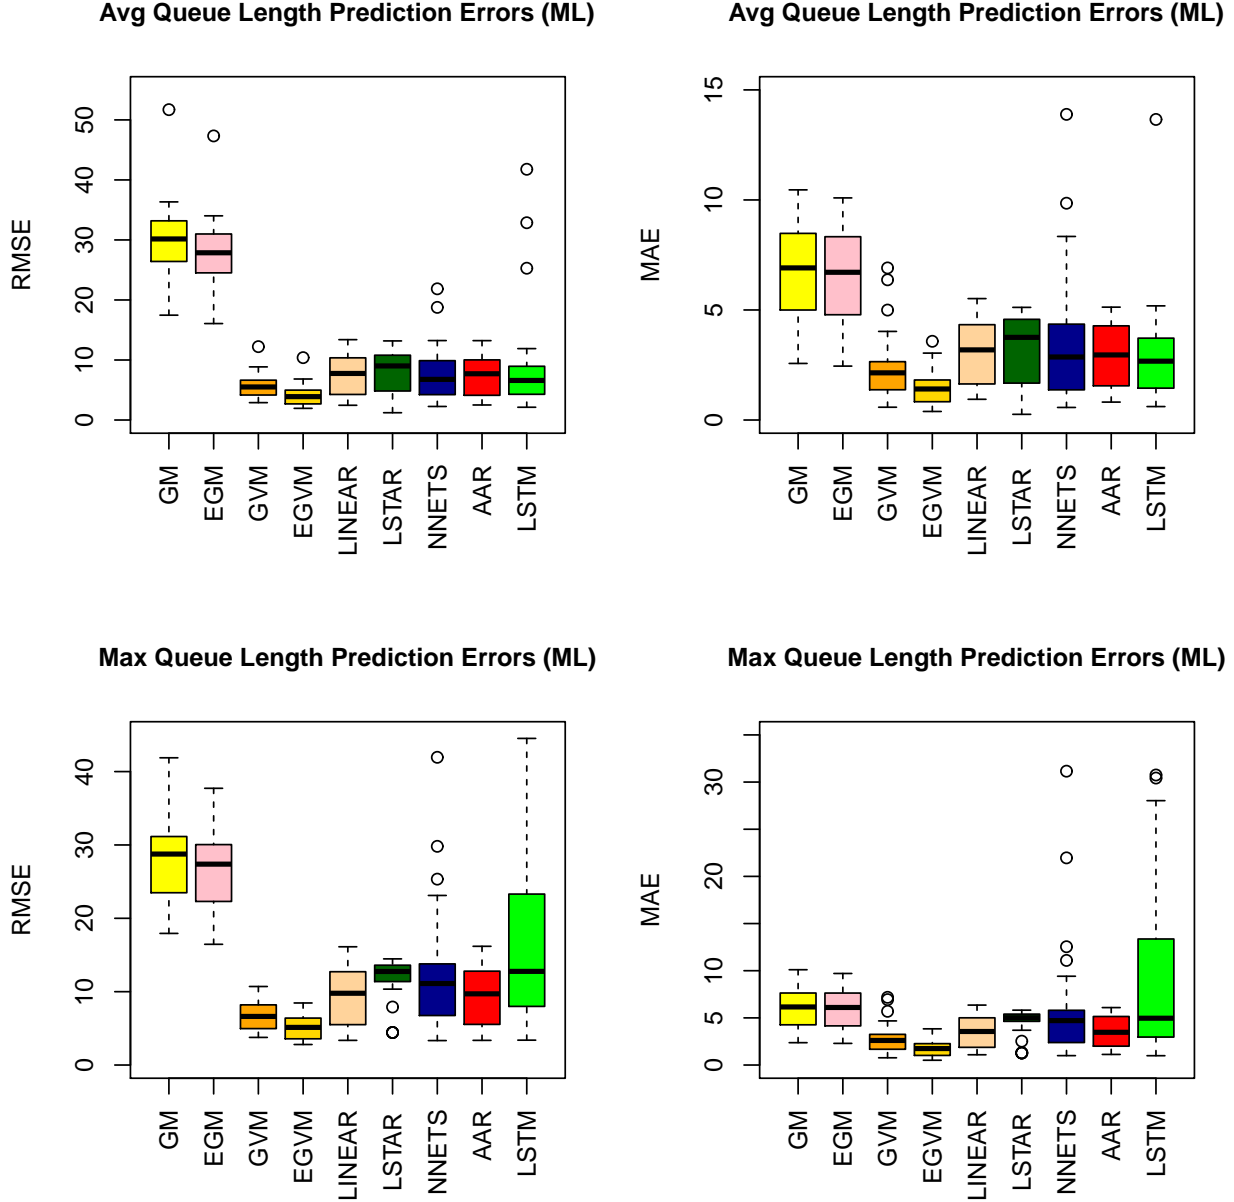 Avg Queue Length Prediction Errors (ML)
RMSE
0 10 20 30 40 50
GM EGM GVM EGVM LINEAR LSTAR NNETS AAR LSTM
Avg Queue Length Prediction Errors (ML)
MAE
0 5 10 15
GM EGM GVM EGVM LINEAR LSTAR NNETS AAR LSTM
Max Queue Length Prediction Errors (ML)
RMSE
0 10 20 30 40
GM EGM GVM EGVM LINEAR LSTAR NNETS AAR LSTM
Max Queue Length Prediction Errors (ML)
MAE
0 5 10 20 30
GM EGM GVM EGVM LINEAR LSTAR NNETS AAR LSTM